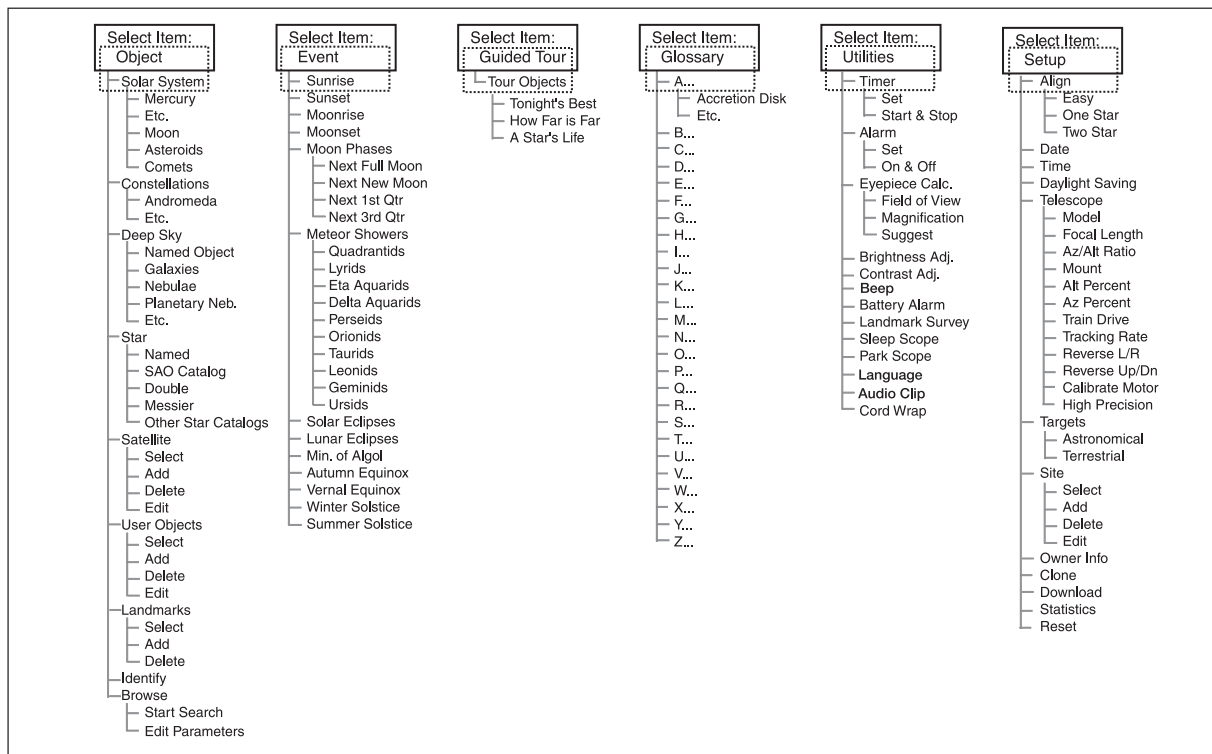 Select Item:
Object
Solar System
Mercury
Etc.
Moon
Asteroids
Comets
Constellations
Andromeda
Etc.
Deep Sky
Named Object
Galaxies
Nebulae
Planetary Neb.
Etc.
Star
Named
SAO Catalog
Double
Messier
Other Star Catalogs
Satellite
Select
Add
Delete
Edit
User Objects
Select
Add
Delete
Edit
Landmarks
Select
Add
Delete
Identify
Browse
Start Search
Edit Parameters
Select Item:
Event
Sunrise
Sunset
Moonrise
Moonset
Moon Phases
Next Full Moon
Next New Moon
Next 1st Qtr
Next 3rd Qtr
Meteor Showers
Quadrantids
Lyrids
Eta Aquarids
Delta Aquarids
Perseids
Orionids
Taurids
Leonids
Geminids
Ursids
Solar Eclipses
Lunar Eclipses
Min. of Algol
Autumn Equinox
Vernal Equinox
Winter Solstice
Summer Solstice
Select Item:
Guided Tour
Tour Objects
Tonight's Best
How Far is Far
A Star's Life
Select Item:
Glossary
A...
Accretion Disk
Etc.
B...
C...
D...
E...
F...
G...
H...
I...
J...
K...
L...
M...
N...
O...
P...
Q...
R...
S...
T...
U...
V...
W...
X...
Y...
Z...
Select Item:
Utilities
Timer
Set
Start & Stop
Alarm
Set
On & Off
Eyepiece Calc.
Field of View
Magnification
Suggest
Brightness Adj.
Contrast Adj.
Beep
Battery Alarm
Landmark Survey
Sleep Scope
Park Scope
Language
Audio Clip
Cord Wrap
Select Item:
Setup
Align
Easy
One Star
Two Star
Date
Time
Daylight Saving
Telescope
Model
Focal Length
Az/Alt Ratio
Mount
Alt Percent
Az Percent
Train Drive
Tracking Rate
Reverse L/R
Reverse Up/Dn
Calibrate Motor
High Precision
Targets
Astronomical
Terrestrial
Site
Select
Add
Delete
Edit
Owner Info
Clone
Download
Statistics
Reset